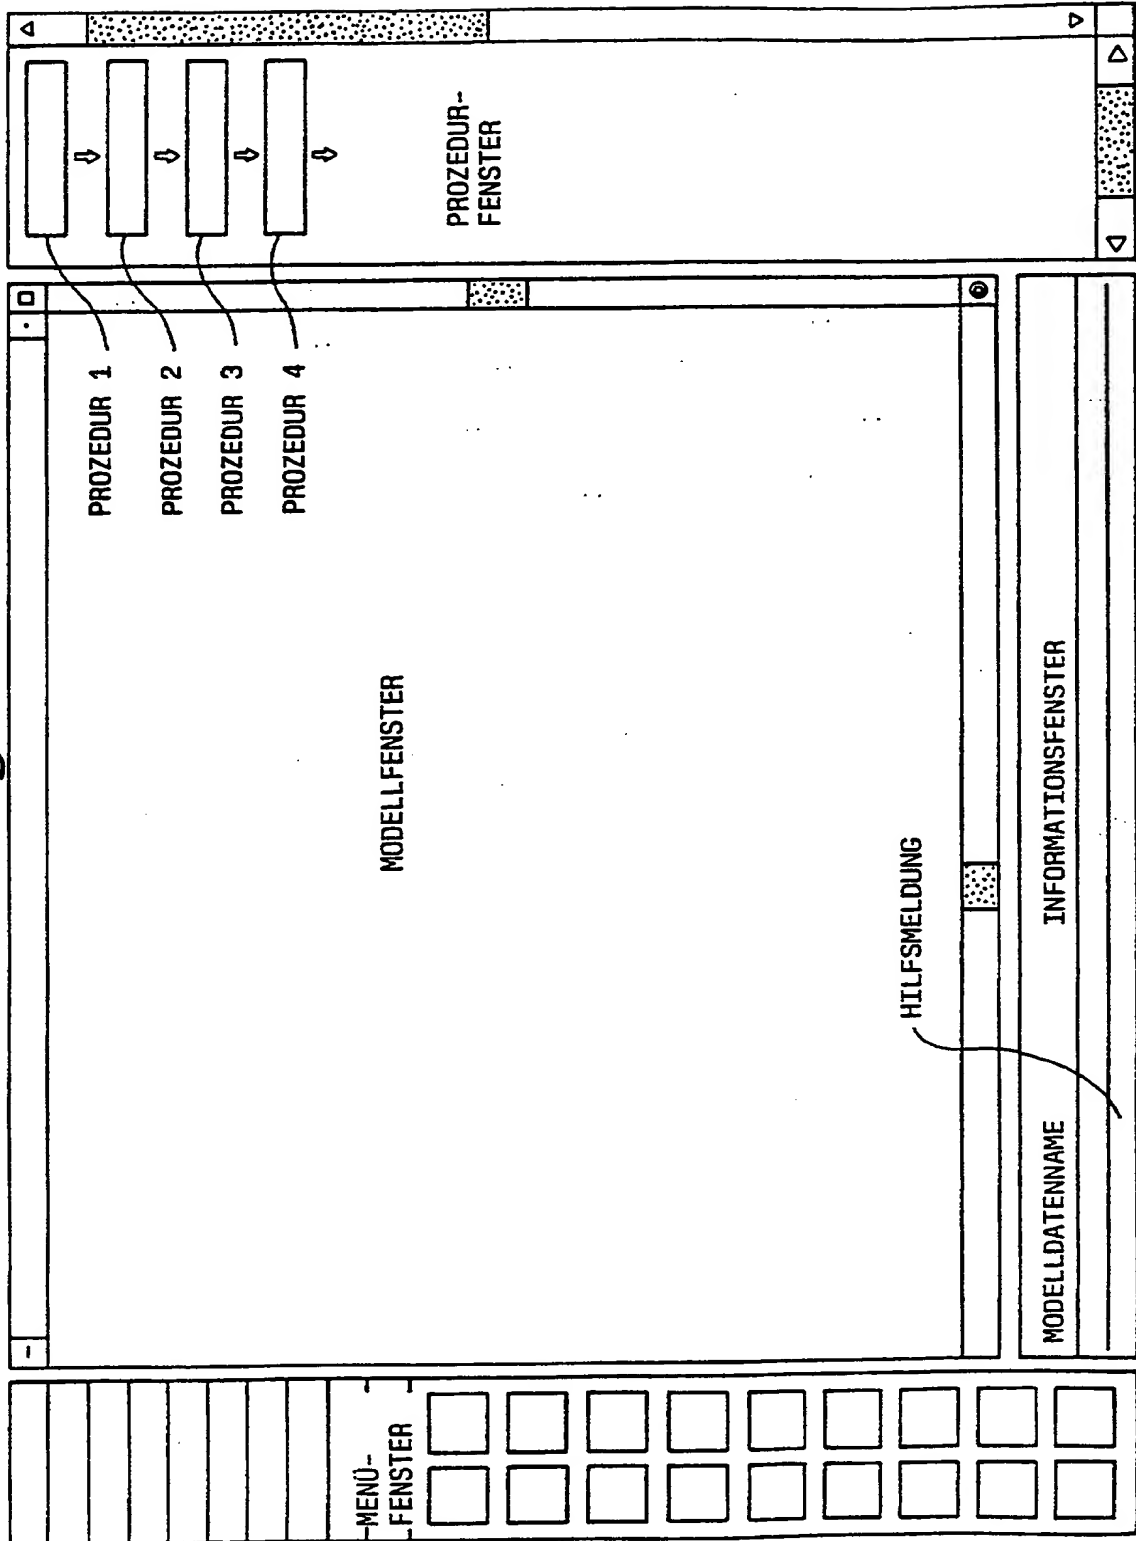 MENÜ-
FENSTER
MODELLFENSTER
PROZEDUR 1
PROZEDUR 2
PROZEDUR 3
PROZEDUR 4
PROZEDUR-
FENSTER
HILFSMELDUNG
MODELLDATENNAME
INFORMATIONSFENSTER